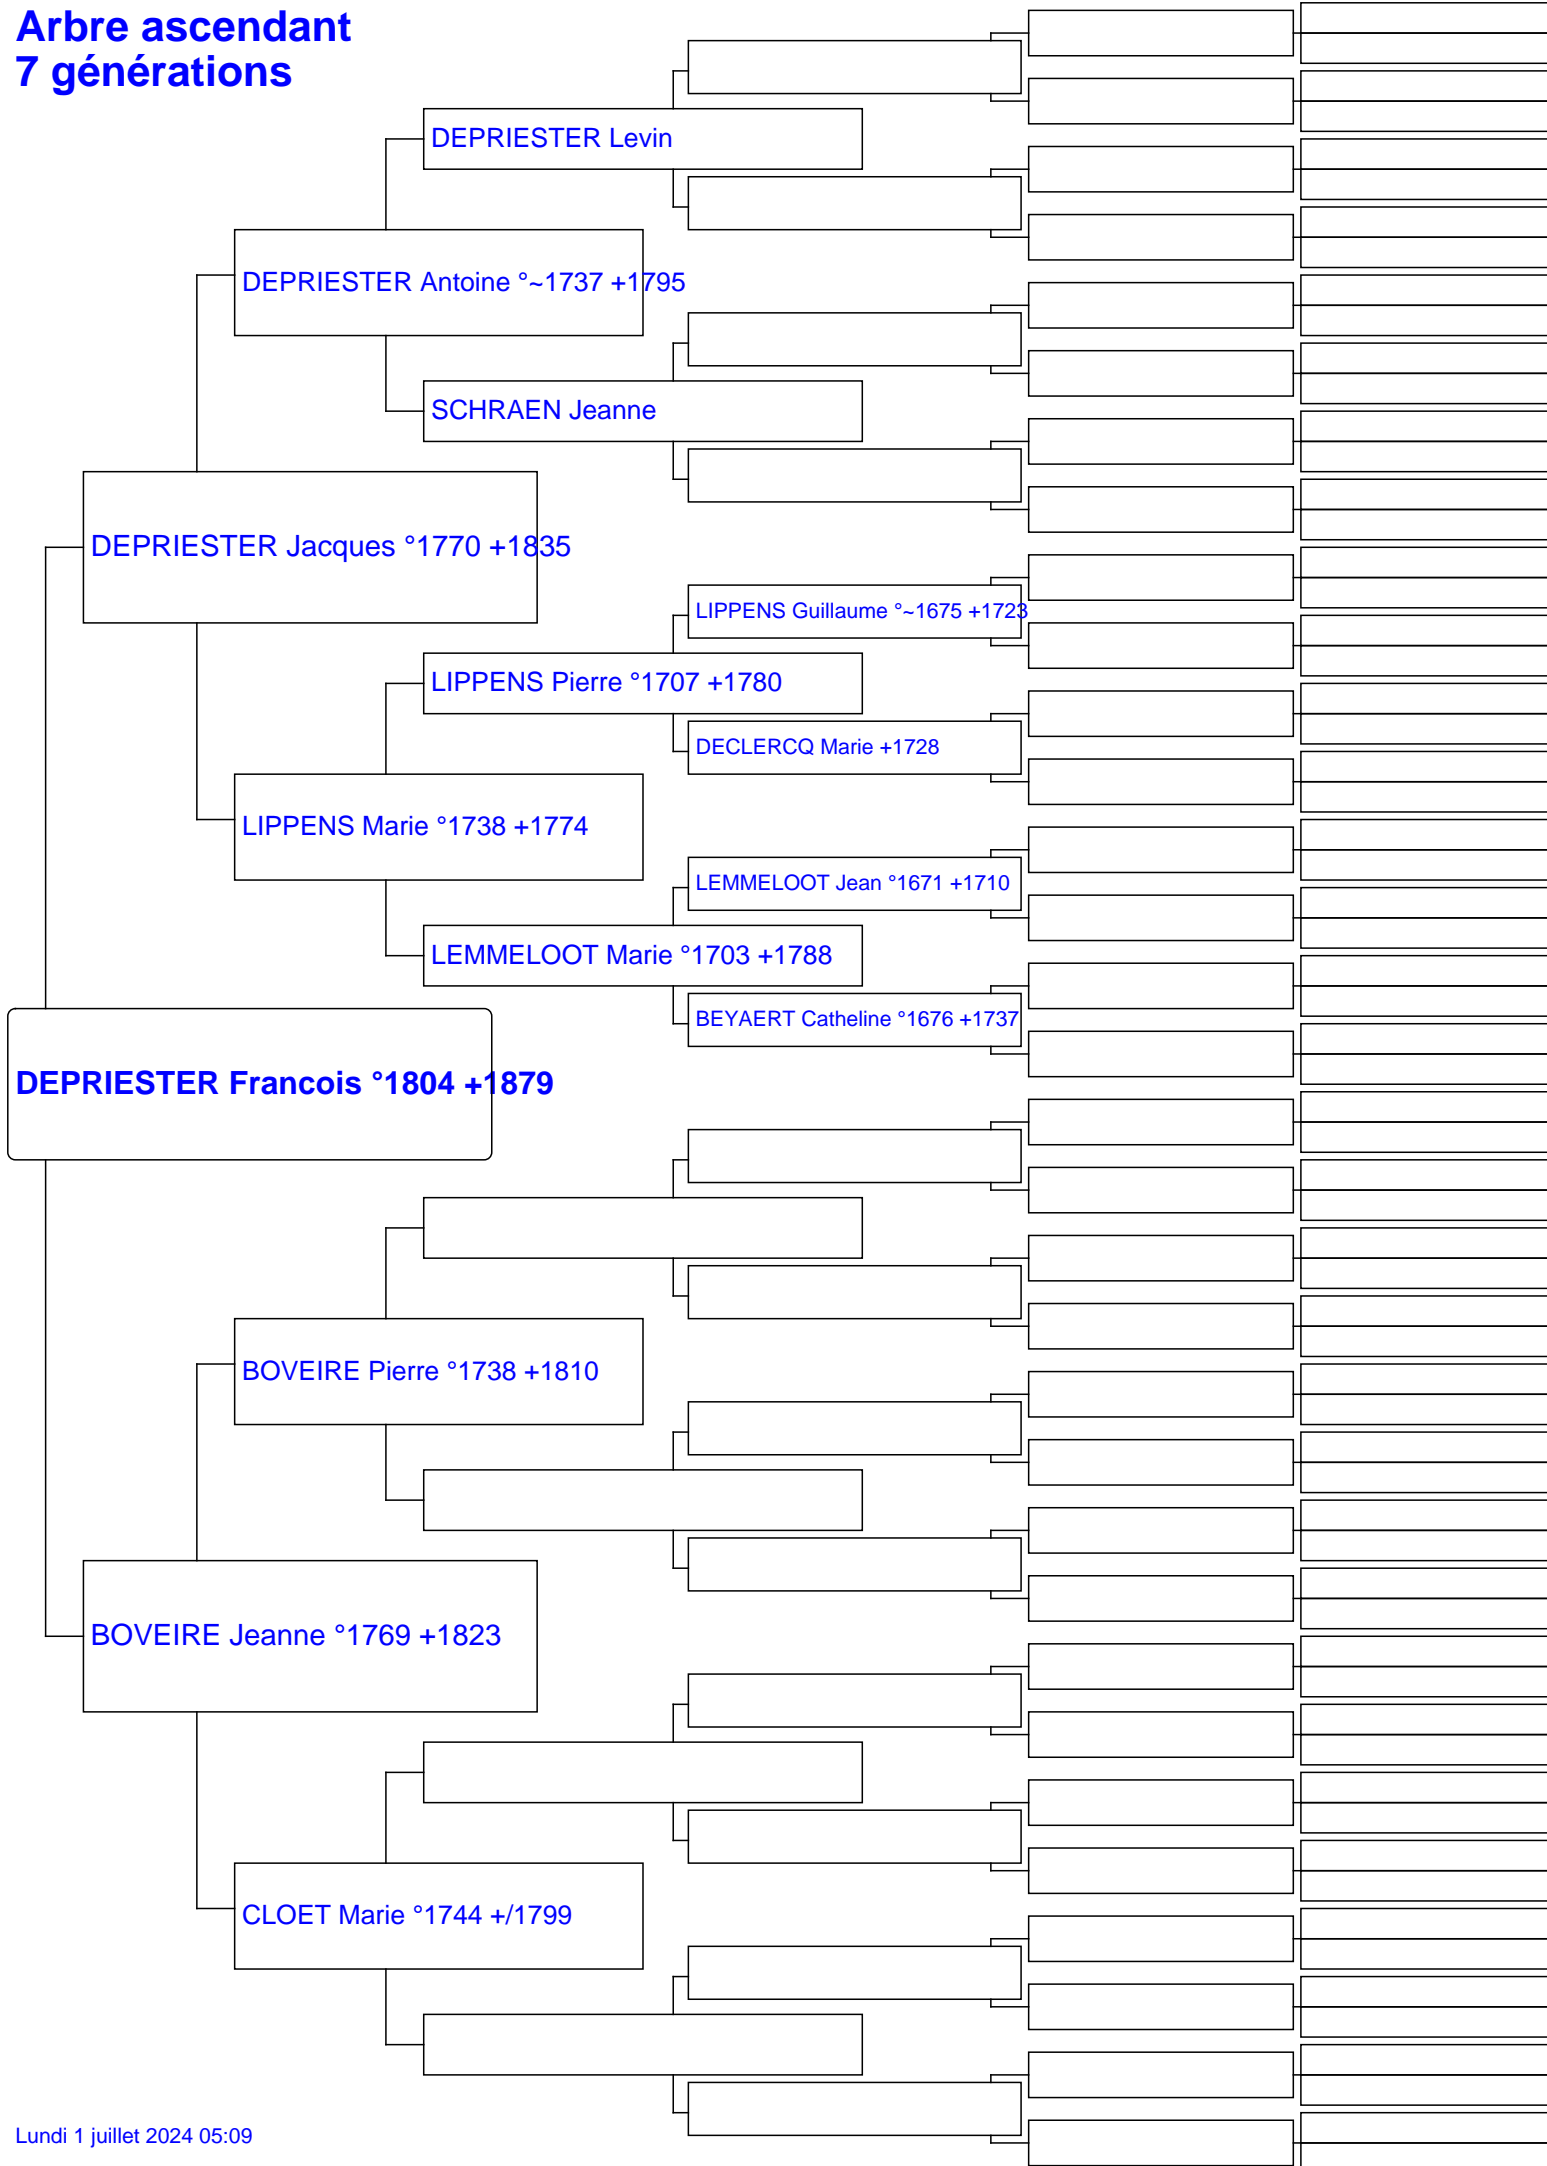 Arbre ascendant
7 générations
DEPRIESTER Levin
DEPRIESTER Antoine °~1737 +1795
SCHRAEN Jeanne
DEPRIESTER Jacques °1770 +1835
LIPPENS Guillaume °~1675 +1723
LIPPENS Pierre °1707 +1780
DECLERCQ Marie +1728
LIPPENS Marie °1738 +1774
LEMMELOOT Jean °1671 +1710
LEMMELOOT Marie °1703 +1788
BEYAERT Catheline °1676 +1737
DEPRIESTER Francois °1804 +1879
BOVEIRE Pierre °1738 +1810
BOVEIRE Jeanne °1769 +1823
CLOET Marie °1744 +/1799
Lundi 1 juillet 2024 05:09